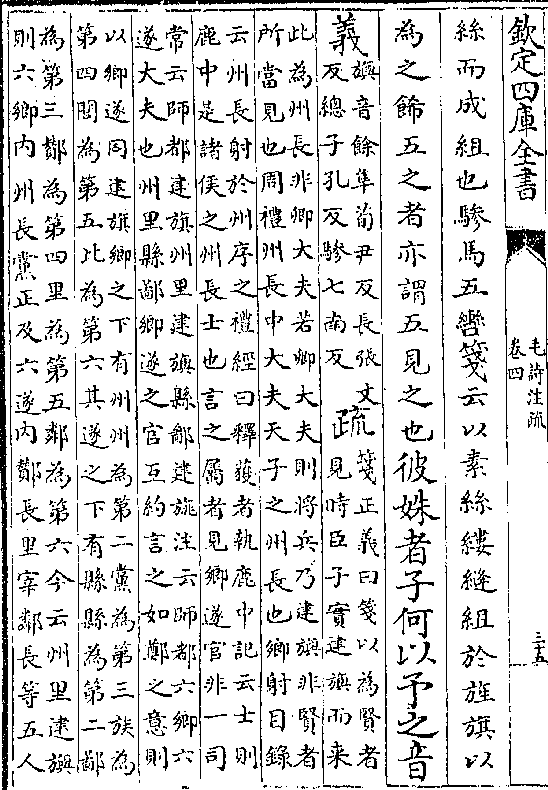 欽定四庫全書
毛詩注疏
卷四
三五
絲而成組也驂馬五轡箋云以素絲縷縫組於旌旗以
為之飾五之者亦謂五見之也彼姝者子何以予之音
義旟音餘隼荀尹反長張丈
反總子孔反驂七南反
疏箋正義曰箋以為賢者
見時臣子實建旟而来
此為州長非卿大夫若卿大夫則將兵乃建旟非賢者
所當見也周禮州長中大夫天子之州長也鄉射目錄
云州長射於州序之禮經曰釋獲者執鹿中記云士則
鹿中是諸侯之州長士也言之屬者見鄉遂官非一司
常云師都建旗州里建旟縣鄙建旐注云師都六鄉六
遂大夫也州里縣鄙鄉遂之官互約言之如鄭之意則
以鄉遂同建旗鄉之下有州州為第二黨為第三族為
第四閭為第五比為第六其遂之下有縣縣為第二鄙
為第三酇為第四里為第五鄰為第六今云州里建旟
則六鄉内州長黨正及六遂内酇長里宰鄰長等五人